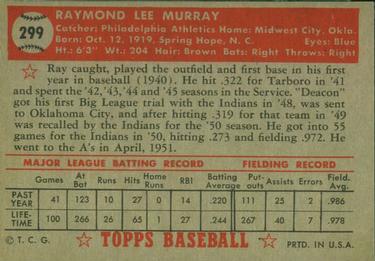 299
RAYMOND LEE MURRAY
Catcher: Philadelphia Athletics Home: Midwest City, Okla.
Born: Oct. 12, 1919, Spring Hope, N. C. Eyes: Blue
Ht.: 6'3" Wt.: 204 Hair: Brown Bats: Right Throws: Right
Ray caught, played the outfield and first base in his first
year in baseball (1940). He hit .322 for Tarboro in '41
and spent the '42, '43, '44 and '45 seasons in the Service. "Deacon"
got his first Big League trial with the Indians in '48, was sent
to Oklahoma City, and after hitting .319 for that team in '49
was recalled by the Indians for the '50 season. He got into 55
games for the Indians in '50, hitting .273 and fielding .972. He
went to the A's in April, 1951.
MAJOR LEAGUE BATTING RECORD FIELDING RECORD
Games At Bat Runs Hits Home Runs RBI Batting Average Put-outs Assists Errors Field. Avg.
PAST YEAR 41 123 10 27 0 14 .220 111 25 2 .986
LIFE-TIME 100 266 26 67 1 28 .244 267 40 7 .978
© T. C. G. TOPPS BASEBALL PRTD. IN U.S.A.